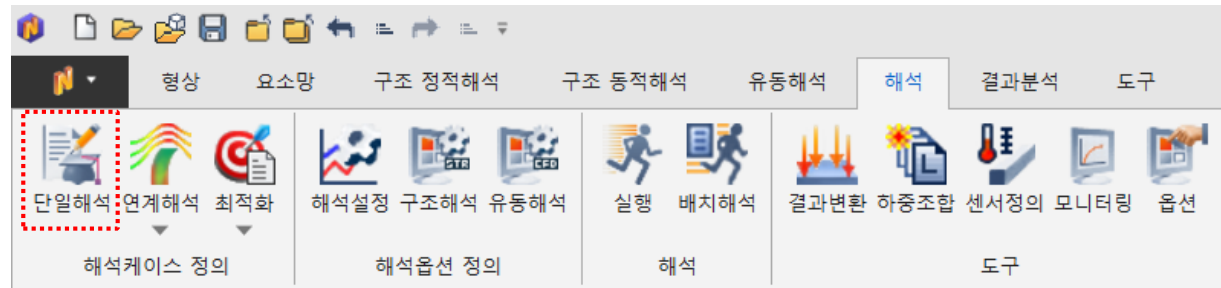 형상 요소망 구조 정적해석 구조 동적해석 유동해석 해석 결과분석 도구
STR CFD
단일해석 연계해석 최적화 해석설정 구조해석 유동해석 실행 배치해석 결과변환 하중조합 센서정의 모니터링 옵션
해석케이스 정의 해석옵션 정의 해석 도구